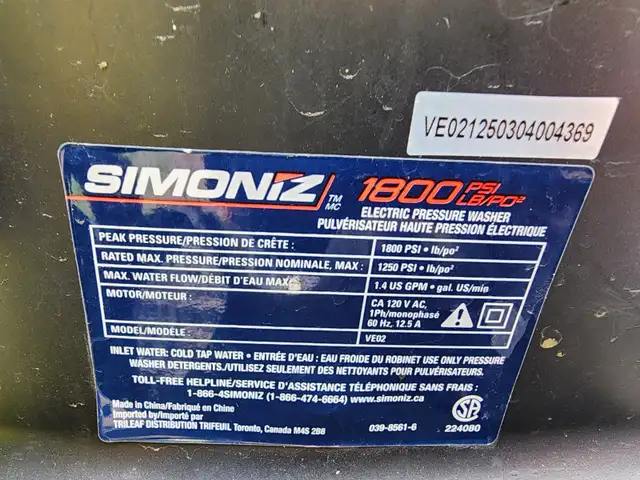 VE021250304004369
SIMONIZ TM MC 1800 PSI LB/PO²
ELECTRIC PRESSURE WASHER
PULVÉRISATEUR HAUTE PRESSION ÉLECTRIQUE
PEAK PRESSURE/PRESSION DE CRÊTE : 1800 PSI • lb/po²
RATED MAX. PRESSURE/PRESSION NOMINALE, MAX : 1250 PSI • lb/po²
MAX. WATER FLOW/DÉBIT D'EAU MAX 1.4 US GPM • gal. US/min
MOTOR/MOTEUR : CA 120 V AC,
1Ph/monophasé
60 Hz, 12.5 A
MODEL/MODÈLE : VE02
INLET WATER: COLD TAP WATER • ENTRÉE D'EAU : EAU FROIDE DU ROBINET USE ONLY PRESSURE
WASHER DETERGENTS/UTILISEZ SEULEMENT DES NETTOYANTS POUR PULVÉRISATEURS.
TOLL-FREE HELPLINE/SERVICE D'ASSISTANCE TÉLÉPHONIQUE SANS FRAIS :
1-866-4SIMONIZ (1-866-474-6664) www.simoniz.ca
Made in China/Fabriqué en Chine
Imported by/Importé par
TRILEAF DISTRIBUTION TRIFEUIL Toronto, Canada M4S 2B8 039-8561-6 224080